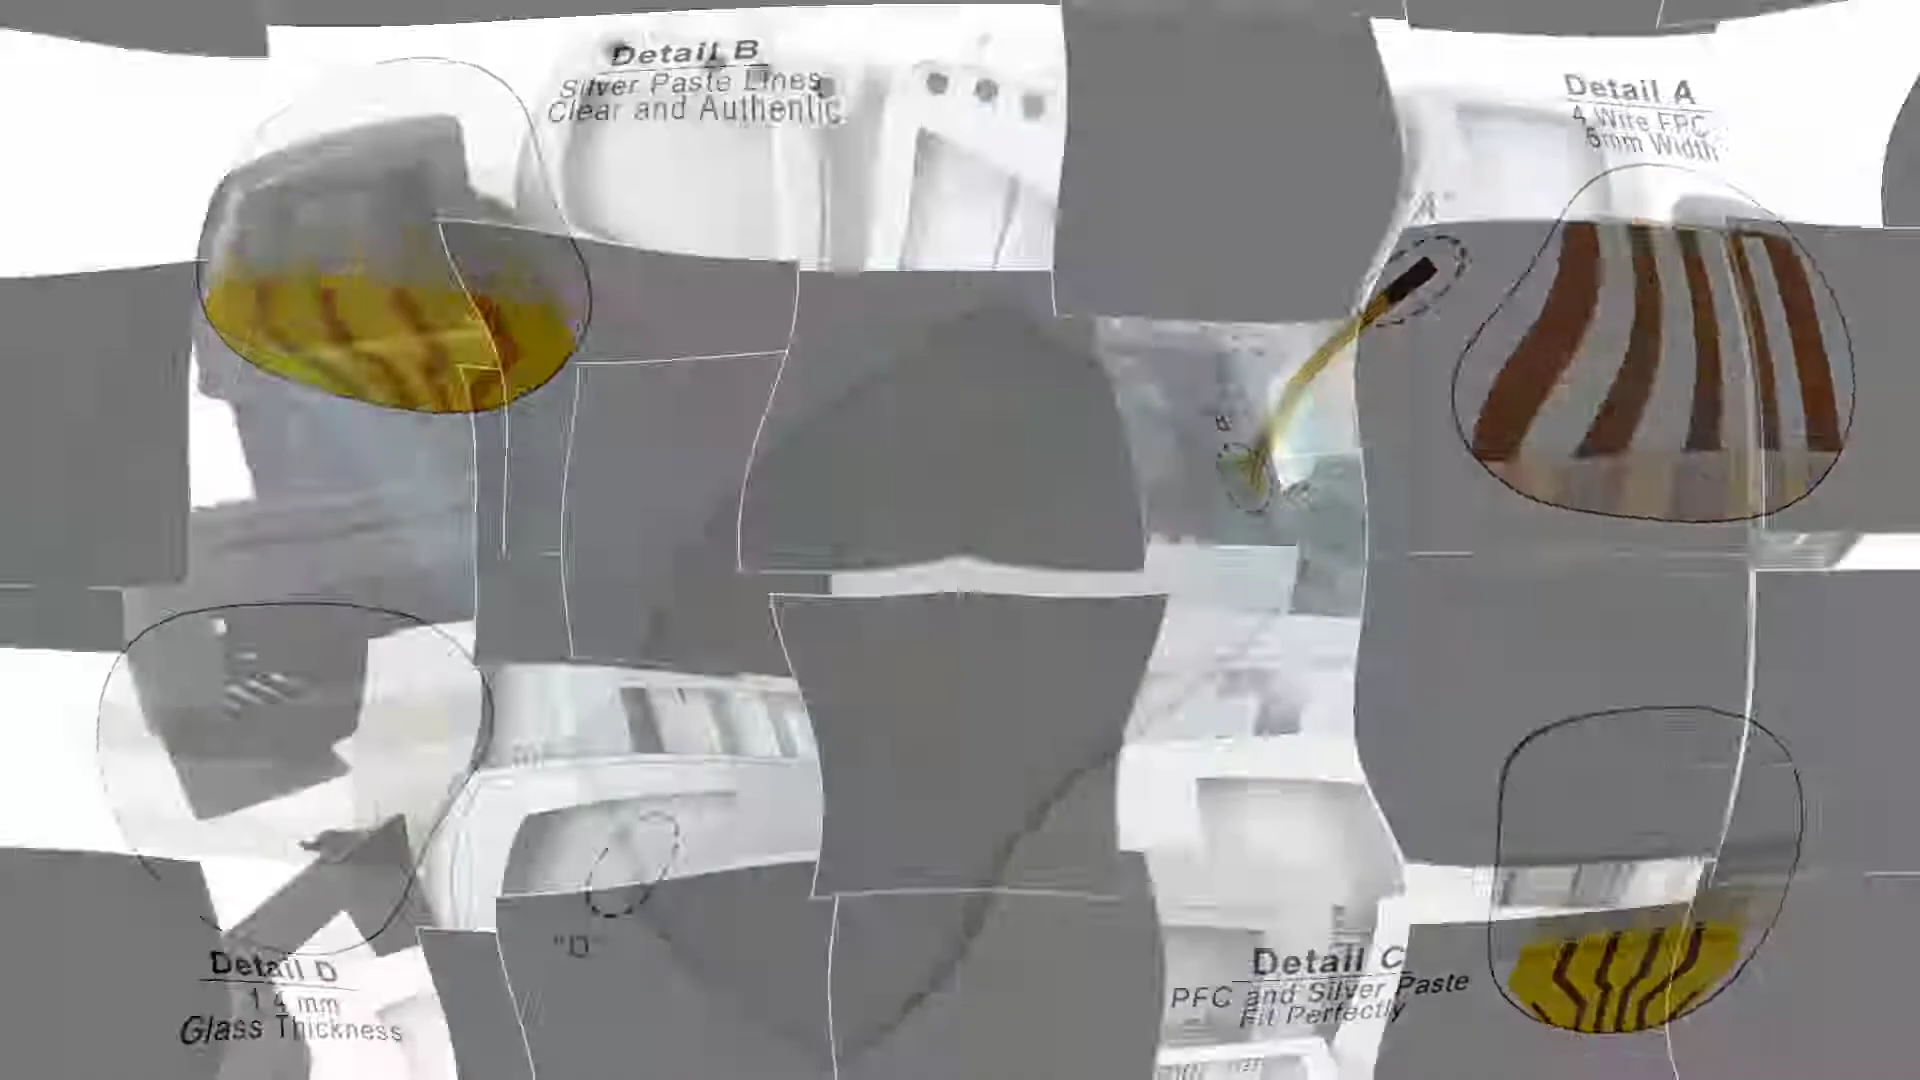 Detail B
Silver Paste Lines
Clear and Authentic
Detail A
4 Wire FPC
5mm Width
"A"
"D"
Detail D
1.4 mm
Glass Thickness
Detail C
PFC and Silver Paste
Fit Perfectly